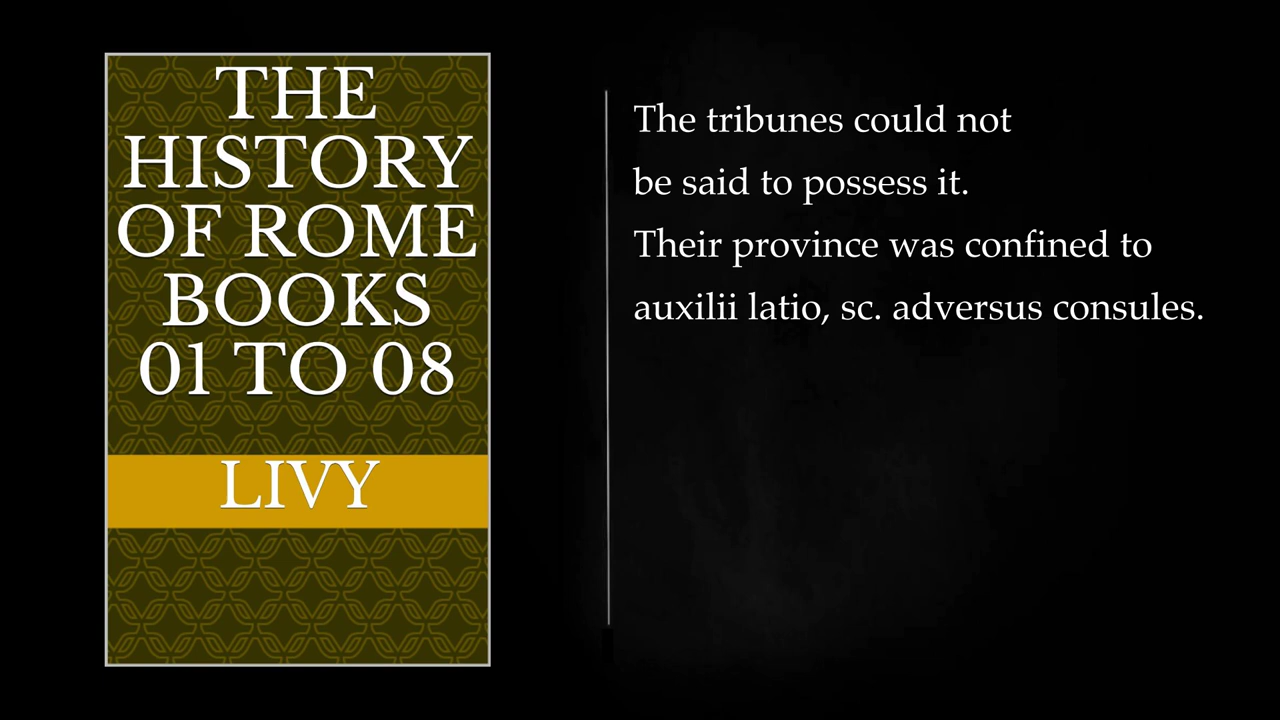 THE
HISTORY
OF ROME
BOOKS
01 TO 08
LIVY
The tribunes could not
be said to possess it.
Their province was confined to
auxilii latio, sc. adversus consules.